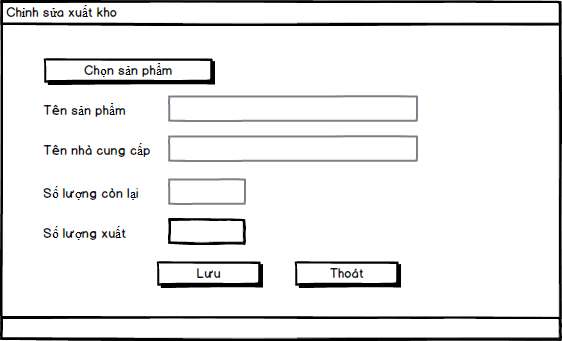 Chỉnh sửa xuất kho
Chọn sản phẩm
Tên sản phẩm
Tên nhà cung cấp
Số lượng còn lại
Số lượng xuất
Lưu
Thoát